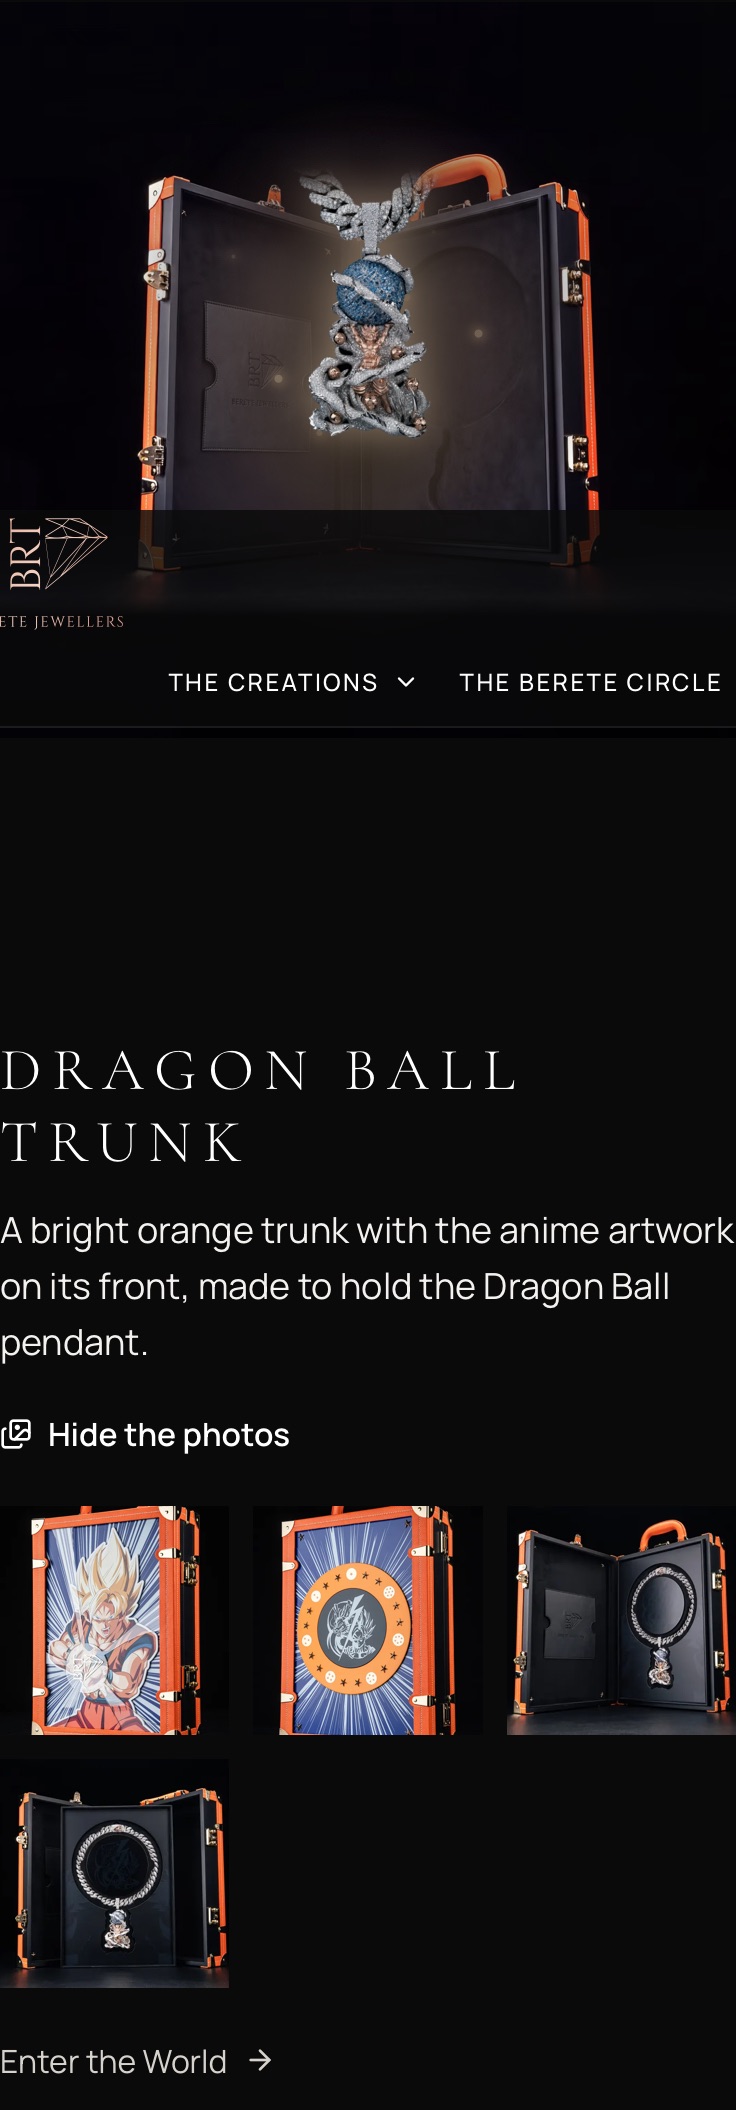 BRT
ETE JEWELLERS
THE CREATIONS
THE BERETE CIRCLE
DRAGON BALL
TRUNK
A bright orange trunk with the anime artwork
on its front, made to hold the Dragon Ball
pendant.
Hide the photos
Enter the World